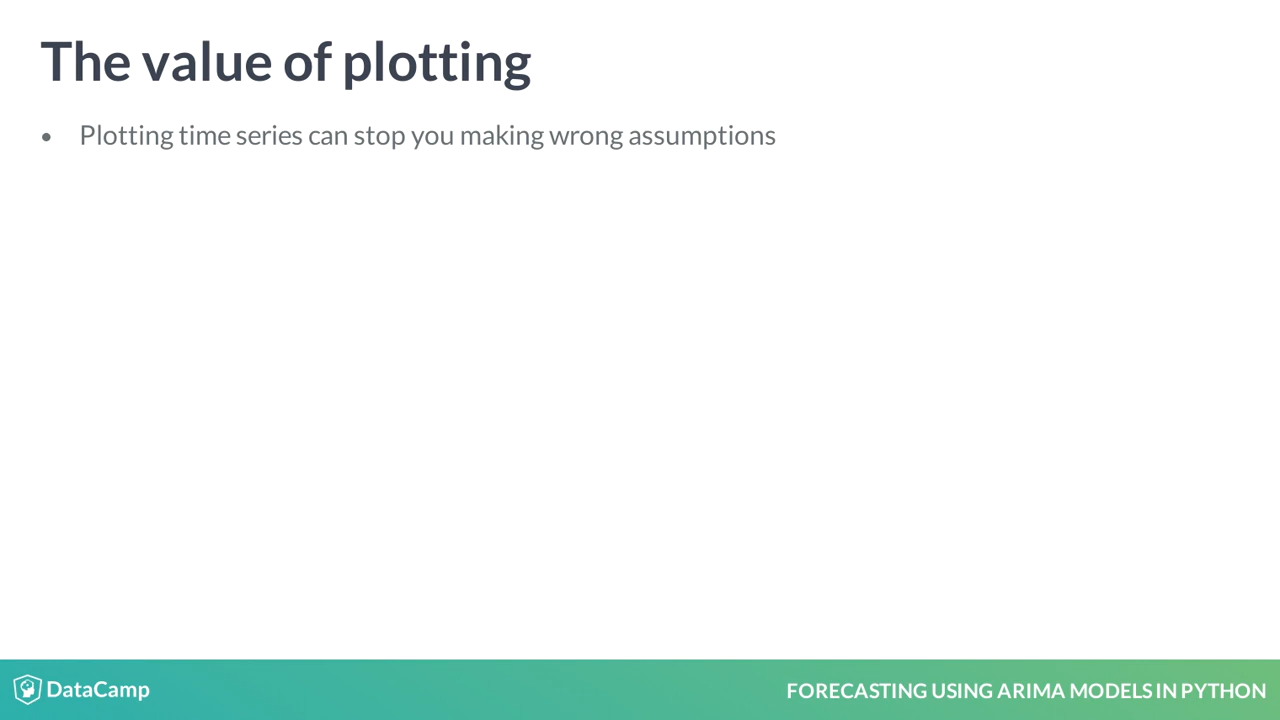 The value of plotting
• Plotting time series can stop you making wrong assumptions
DataCamp
FORECASTING USING ARIMA MODELS IN PYTHON